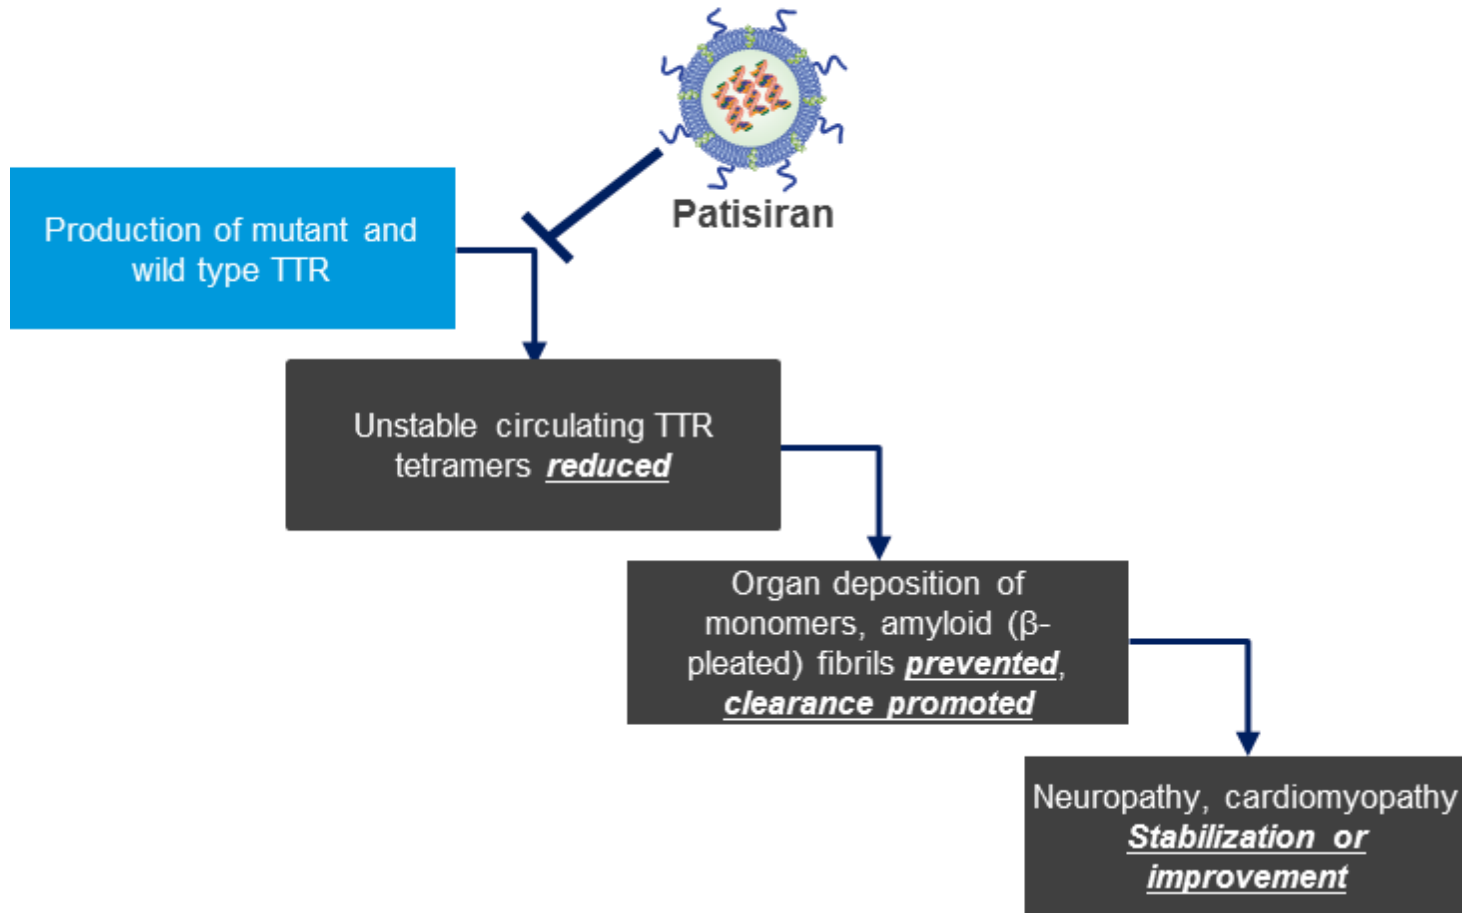 Patisiran
Production of mutant and
wild type TTR
Unstable circulating TTR
tetramers reduced
Organ deposition of
monomers, amyloid (β-
pleated) fibrils prevented,
clearance promoted
Neuropathy, cardiomyopathy
Stabilization or
improvement